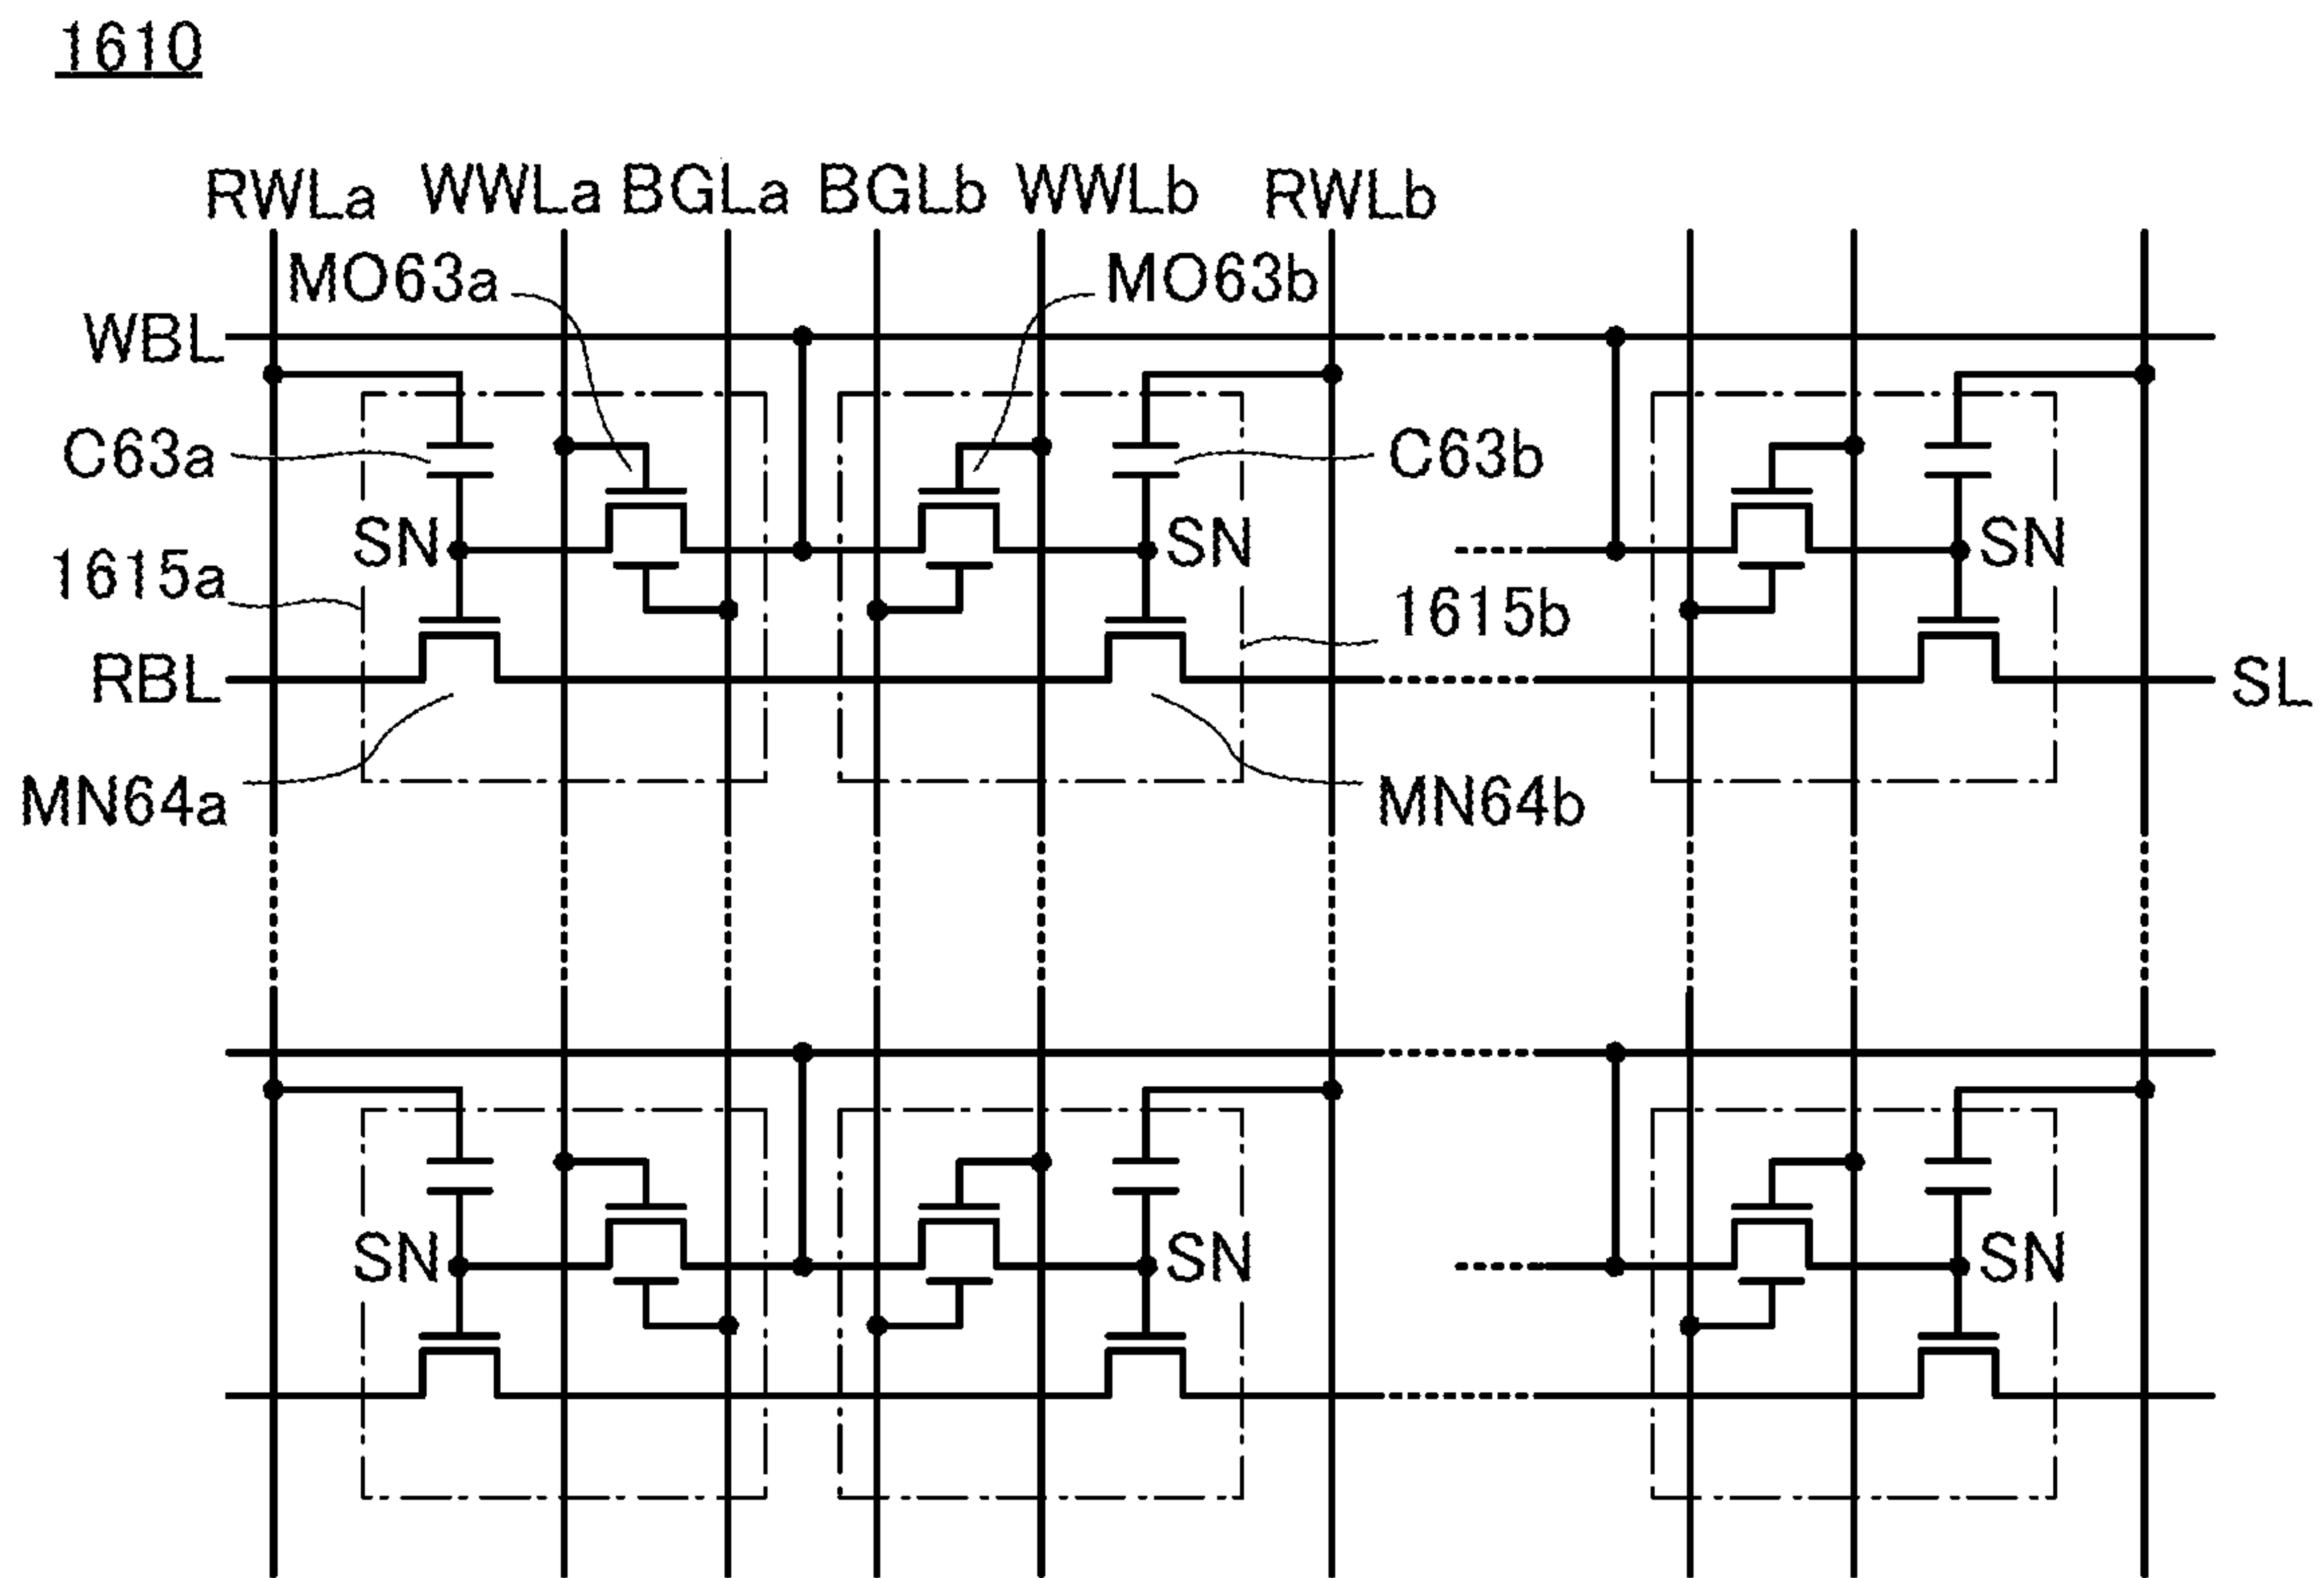 1610
RWLa WWLa BGLa BGLb WWLb RWLb
MO63a MO63b
WBL
C63a C63b
SN SN SN
1615a 1615b
RBL SL
MN64a MN64b
SN SN SN